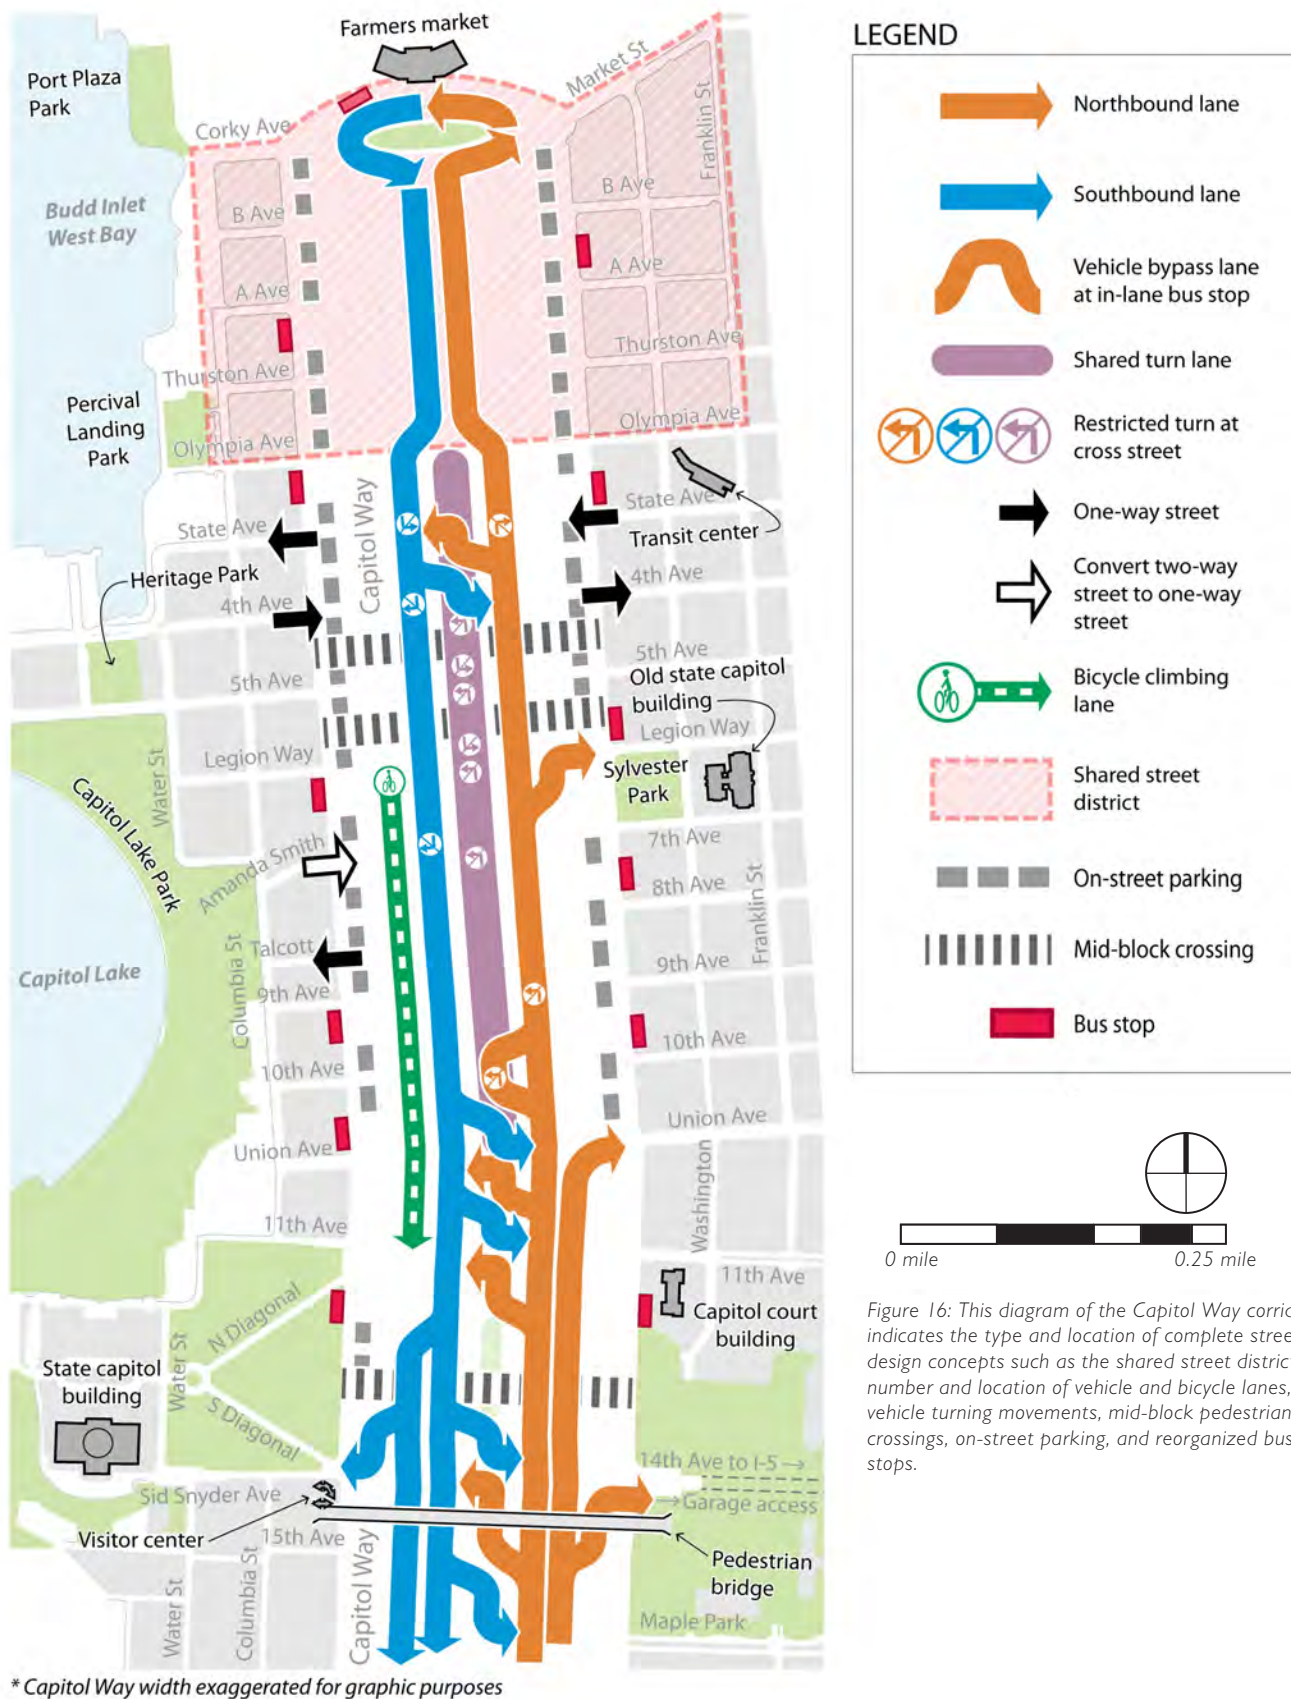 Farmers market
Port Plaza
Park
Corky Ave
Market St
Franklin St
Budd Inlet
West Bay
B Ave
B Ave
A Ave
A Ave
Thurston Ave
Thurston Ave
Percival
Landing
Park
Olympia Ave
Olympia Ave
Capitol Way
State Ave
State Ave
Transit center
Heritage Park
4th Ave
4th Ave
5th Ave
5th Ave
Old state capitol
building
Legion Way
Legion Way
Water St
Sylvester
Park
Capitol Lake Park
7th Ave
Amanda Smith
8th Ave
Franklin St
Capitol Lake
Columbia St
Talcott
9th Ave
9th Ave
10th Ave
10th Ave
Union Ave
Union Ave
Washington
11th Ave
11th Ave
N Diagonal
Capitol court
building
Water St
State capitol
building
S Diagonal
14th Ave to I-5 →
→ Garage access
Sid Snyder Ave
Visitor center
15th Ave
Pedestrian
bridge
Water St
Columbia St
Capitol Way
Maple Park
* Capitol Way width exaggerated for graphic purposes
LEGEND
Northbound lane
Southbound lane
Vehicle bypass lane
at in-lane bus stop
Shared turn lane
Restricted turn at
cross street
One-way street
Convert two-way
street to one-way
street
Bicycle climbing
lane
Shared street
district
On-street parking
Mid-block crossing
Bus stop
0 mile
0.25 mile
Figure 16: This diagram of the Capitol Way corric
indicates the type and location of complete stree
design concepts such as the shared street district
number and location of vehicle and bicycle lanes,
vehicle turning movements, mid-block pedestrian
crossings, on-street parking, and reorganized bus
stops.